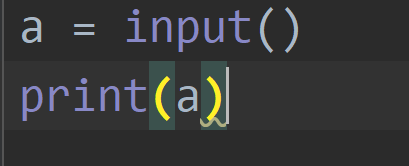 a = input()
print(a)